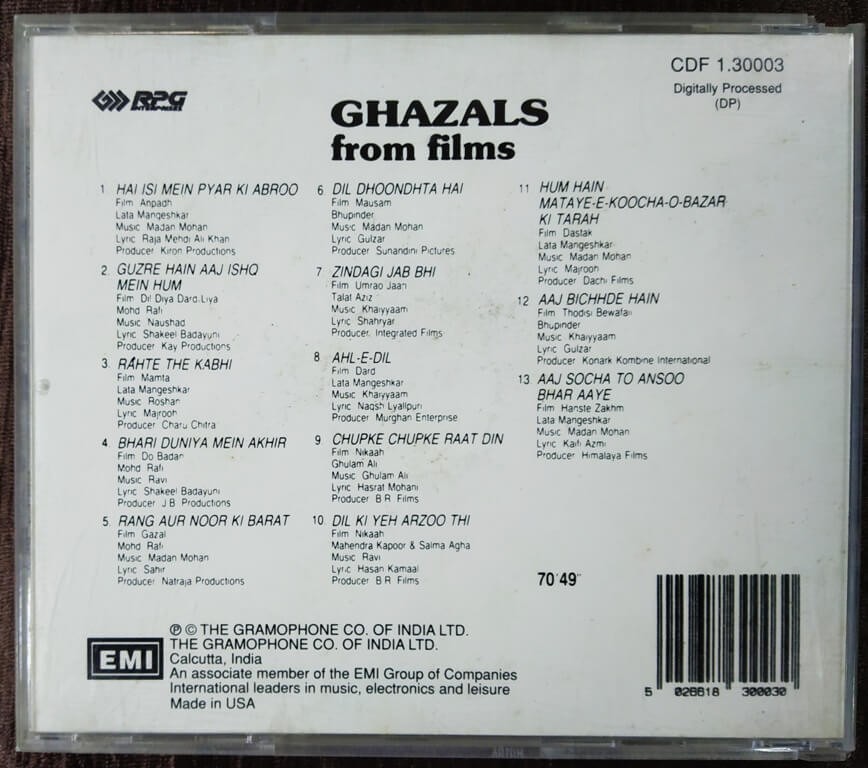 RPG
ENTERPRISES
CDF 1.30003
Digitally Processed
(DP)
GHAZALS
from films
1 HAI ISI MEIN PYAR KI ABROO
Film Anpadh
Lata Mangeshkar
Music Madan Mohan
Lyric Raja Mehdi Ali Khan
Producer Kiron Productions
2. GUZRE HAIN AAJ ISHQ
MEIN HUM
Film Dil Diya Dard Liya
Mohd Rafi
Music Naushad
Lyric Shakeel Badayuni
Producer Kay Productions
3. RAHTE THE KABHI
Film Mamta
Lata Mangeshkar
Music Roshan
Lyric Majrooh
Producer Charu Chitra
4. BHARI DUNIYA MEIN AKHIR
Film Do Badan
Mohd Rafi
Music Ravi
Lyric Shakeel Badayuni
Producer J B Productions
5. RANG AUR NOOR KI BARAT
Film Gazal
Mohd Rafi
Music Madan Mohan
Lyric Sahir
Producer Natraja Productions
6 DIL DHOONDHTA HAI
Film Mausam
Bhupinder
Music Madan Mohan
Lyric Gulzar
Producer Sunandini Pictures
7 ZINDAGI JAB BHI
Film Umrao Jaan
Talat Aziz
Music Khaiyyaam
Lyric Shahryar
Producer. Integrated Films
8 AHL-E-DIL
Film Dard
Lata Mangeshkar
Music Khaiyyaam
Lyric Naqsh Lyallpuri
Producer Murghan Enterprise
9 CHUPKE CHUPKE RAAT DIN
Film Nikaah
Ghulam Ali
Music Ghulam Ali
Lyric Hasrat Mohani
Producer B R Films
10. DIL KI YEH ARZOO THI
Film Nikaah
Mahendra Kapoor & Salma Agha
Music Ravi
Lyric Hasan Kamaal
Producer B R Films
11 HUM HAIN
MATAYE-E-KOOCHA-O-BAZAR
KI TARAH
Film Dastak
Lata Mangeshkar
Music Madan Mohan
Lyric Majrooh
Producer Dachi Films
12 AAJ BICHHDE HAIN
Film Thodisi Bewafaii
Bhupinder
Music Khaiyyaam
Lyric Gulzar
Producer Konark Kombine International
13 AAJ SOCHA TO ANSOO
BHAR AAYE
Film Hanste Zakhm
Lata Mangeshkar
Music Madan Mohan
Lyric Kaifi Azmi
Producer Himalaya Films
70'49"
EMI
℗ © THE GRAMOPHONE CO. OF INDIA LTD.
THE GRAMOPHONE CO. OF INDIA LTD.
Calcutta, India
An associate member of the EMI Group of Companies
International leaders in music, electronics and leisure
Made in USA
5 026618 300030